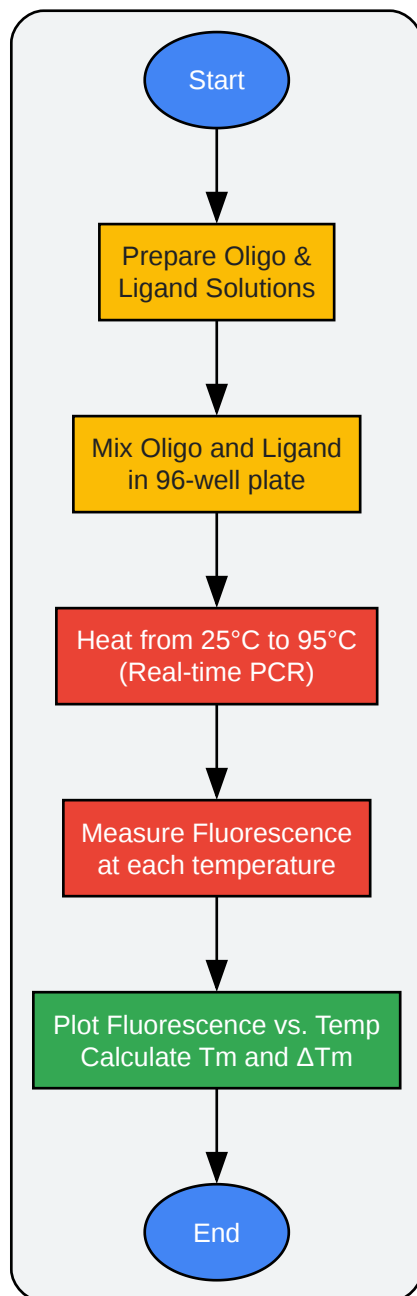 Start
Prepare Oligo &
Ligand Solutions
Mix Oligo and Ligand
in 96-well plate
Heat from 25°C to 95°C
(Real-time PCR)
Measure Fluorescence
at each temperature
Plot Fluorescence vs. Temp
Calculate Tm and ΔTm
End